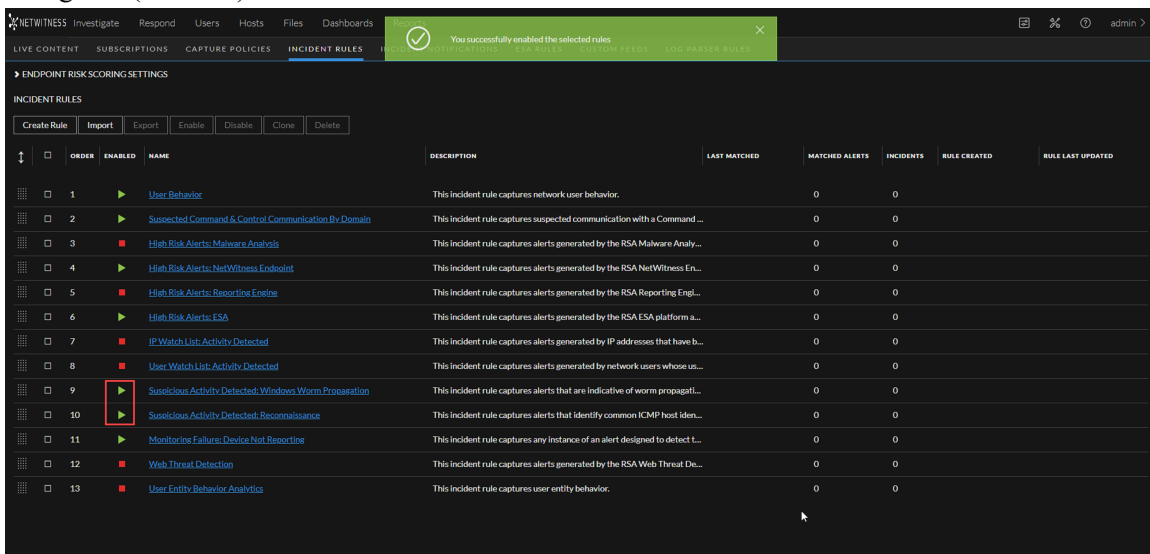 NETWITNESS Investigate Respond Users Hosts Files Dashboards Reports admin >
You successfully enabled the selected rules
LIVE CONTENT SUBSCRIPTIONS CAPTURE POLICIES INCIDENT RULES INCIDENT NOTIFICATIONS ESA RULES CUSTOM FEEDS LOG PARSER RULES
ENDPOINT RISK SCORING SETTINGS
INCIDENT RULES
Create Rule Import Export Enable Disable Clone Delete
ORDER ENABLED NAME DESCRIPTION LAST MATCHED MATCHED ALERTS INCIDENTS RULE CREATED RULE LAST UPDATED
1 User Behavior This incident rule captures network user behavior. 0 0
2 Suspected Command & Control Communication By Domain This incident rule captures suspected communication with a Command ... 0 0
3 High Risk Alerts: Malware Analysis This incident rule captures alerts generated by the RSA Malware Analy... 0 0
4 High Risk Alerts: NetWitness Endpoint This incident rule captures alerts generated by the RSA NetWitness En... 0 0
5 High Risk Alerts: Reporting Engine This incident rule captures alerts generated by the RSA Reporting Engi... 0 0
6 High Risk Alerts: ESA This incident rule captures alerts generated by the RSA ESA platform a... 0 0
7 IP Watch List: Activity Detected This incident rule captures alerts generated by IP addresses that have b... 0 0
8 User Watch List: Activity Detected This incident rule captures alerts generated by network users whose us... 0 0
9 Suspicious Activity Detected: Windows Worm Propagation This incident rule captures alerts that are indicative of worm propagati... 0 0
10 Suspicious Activity Detected: Reconnaissance This incident rule captures alerts that identify common ICMP host iden... 0 0
11 Monitoring Failure: Device Not Reporting This incident rule captures any instance of an alert designed to detect t... 0 0
12 Web Threat Detection This incident rule captures alerts generated by the RSA Web Threat De... 0 0
13 User Entity Behavior Analytics This incident rule captures user entity behavior. 0 0